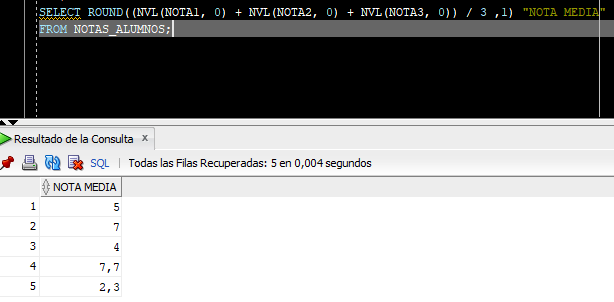 SELECT ROUND((NVL(NOTA1, 0) + NVL(NOTA2, 0) + NVL(NOTA3, 0)) / 3 ,1) "NOTA MEDIA"
FROM NOTAS_ALUMNOS;
Resultado de la Consulta x
SQL | Todas las Filas Recuperadas: 5 en 0,004 segundos
NOTA MEDIA
1 5
2 7
3 4
4 7,7
5 2,3